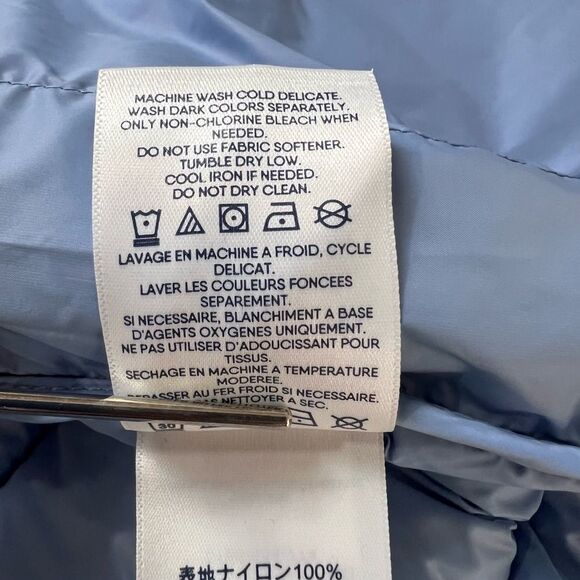 MACHINE WASH COLD DELICATE.
WASH DARK COLORS SEPARATELY.
ONLY NON-CHLORINE BLEACH WHEN
NEEDED.
DO NOT USE FABRIC SOFTENER.
TUMBLE DRY LOW.
COOL IRON IF NEEDED.
DO NOT DRY CLEAN.
LAVAGE EN MACHINE A FROID, CYCLE
DELICAT.
LAVER LES COULEURS FONCEES
SEPAREMENT.
SI NECESSAIRE, BLANCHIMENT A BASE
D'AGENTS OXYGENES UNIQUEMENT.
NE PAS UTILISER D'ADOUCISSANT POUR
TISSUS.
SECHAGE EN MACHINE A TEMPERATURE
MODEREE.
REPASSER AU FER FROID SI NECESSAIRE.
PAS NETTOYER A SEC.
30
表地ナイロン100%